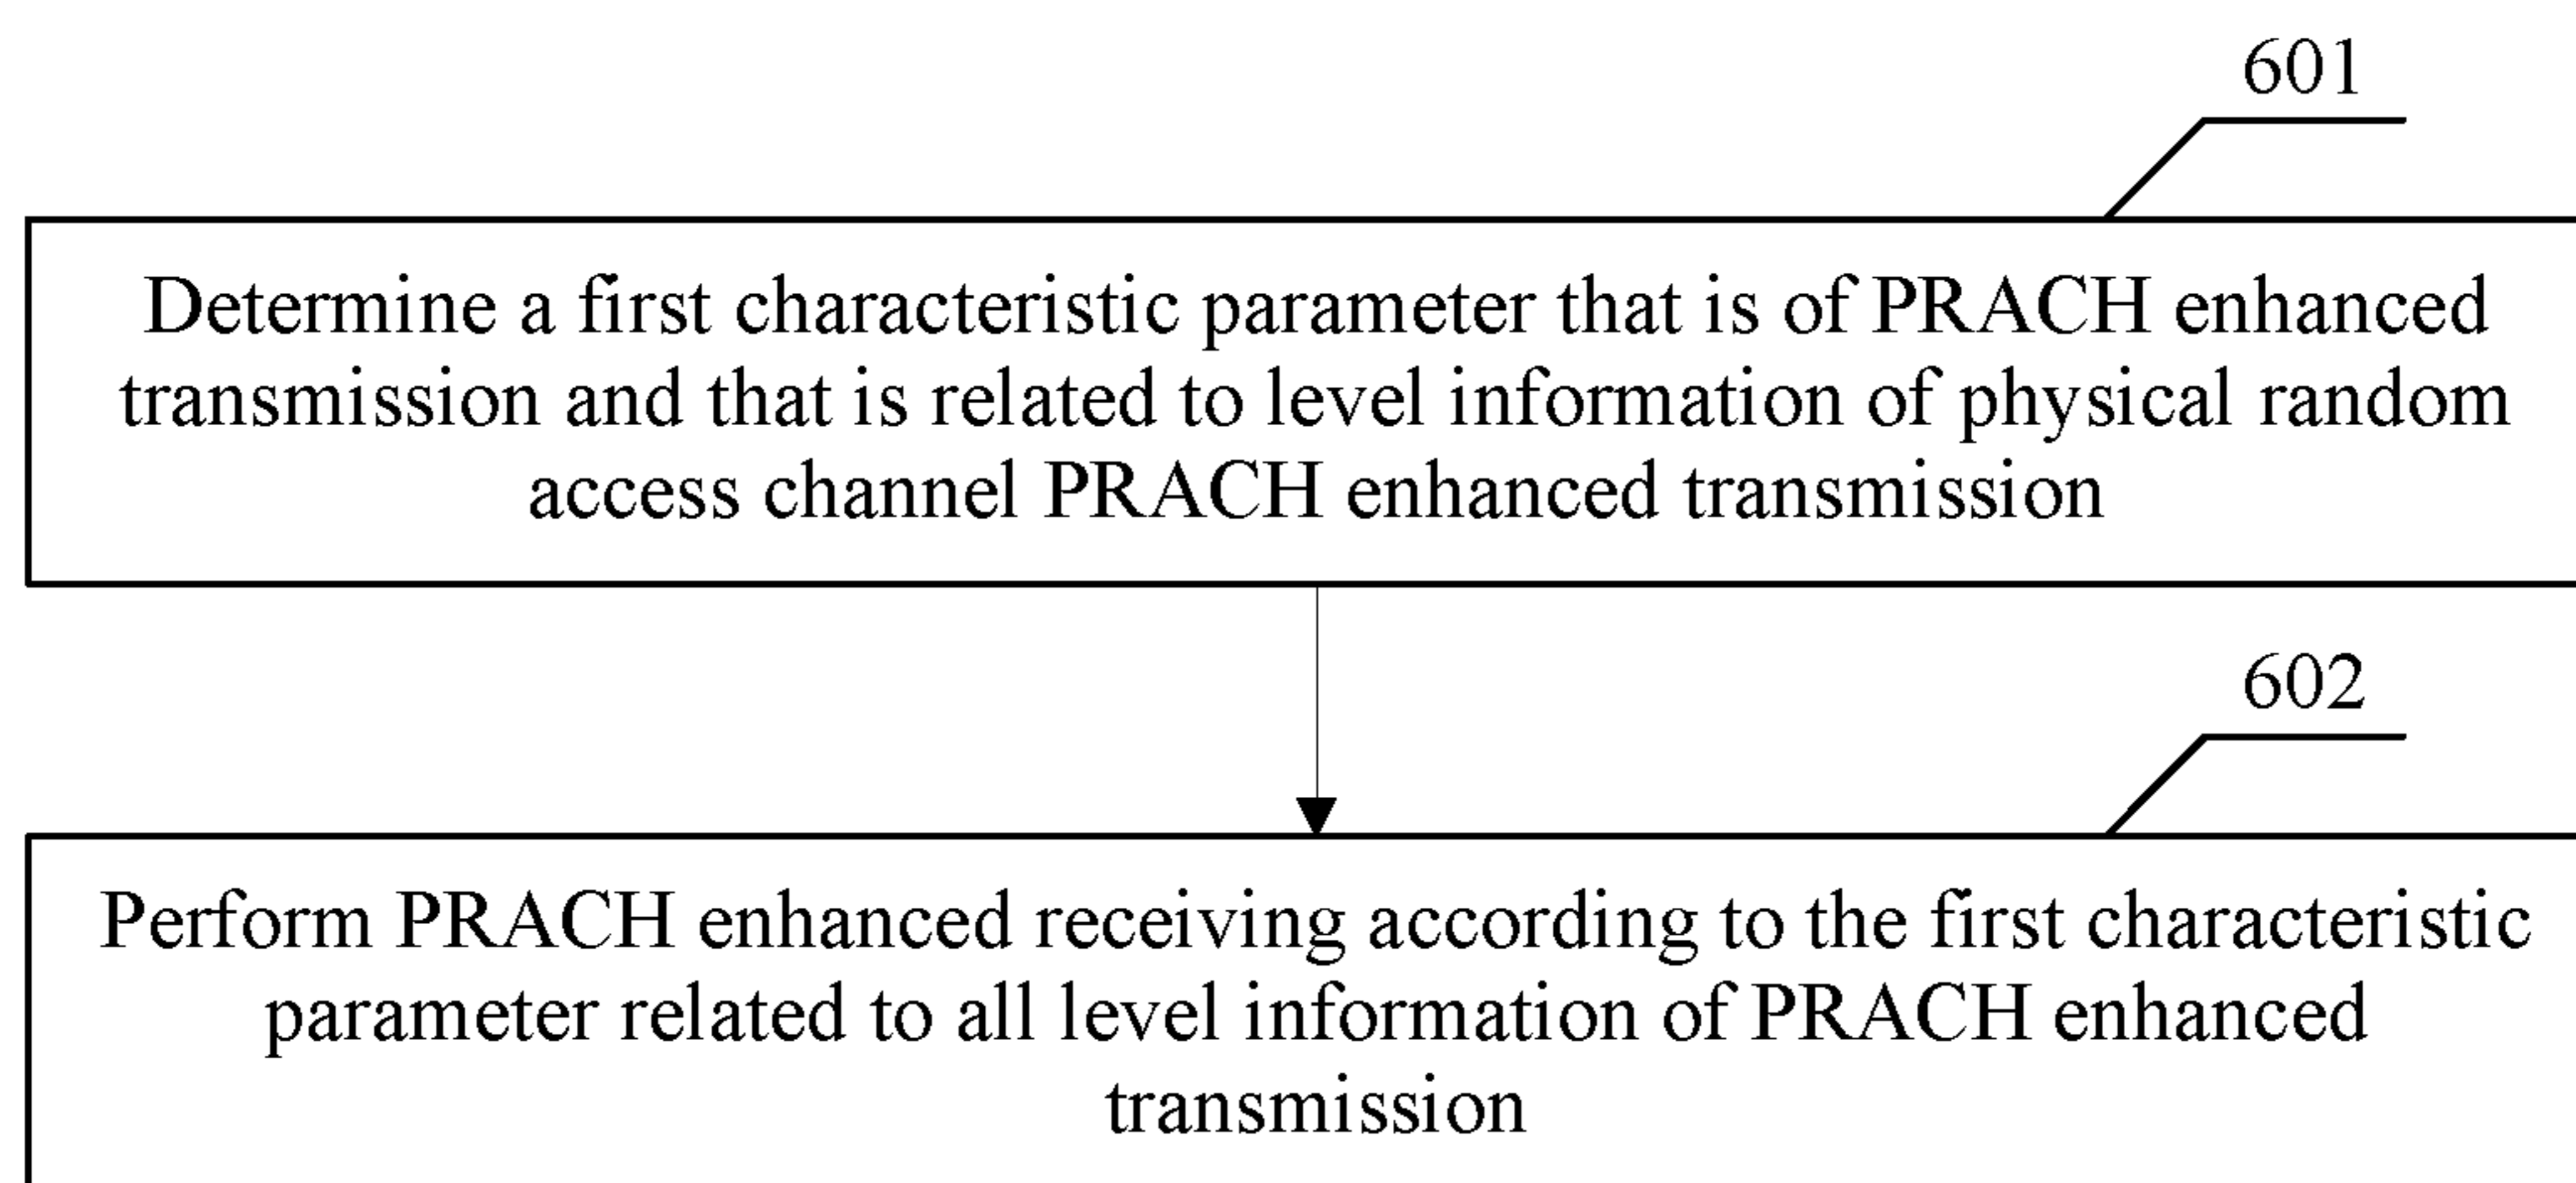 601
Determine a first characteristic parameter that is of PRACH enhanced
transmission and that is related to level information of physical random
access channel PRACH enhanced transmission
602
Perform PRACH enhanced receiving according to the first characteristic
parameter related to all level information of PRACH enhanced
transmission